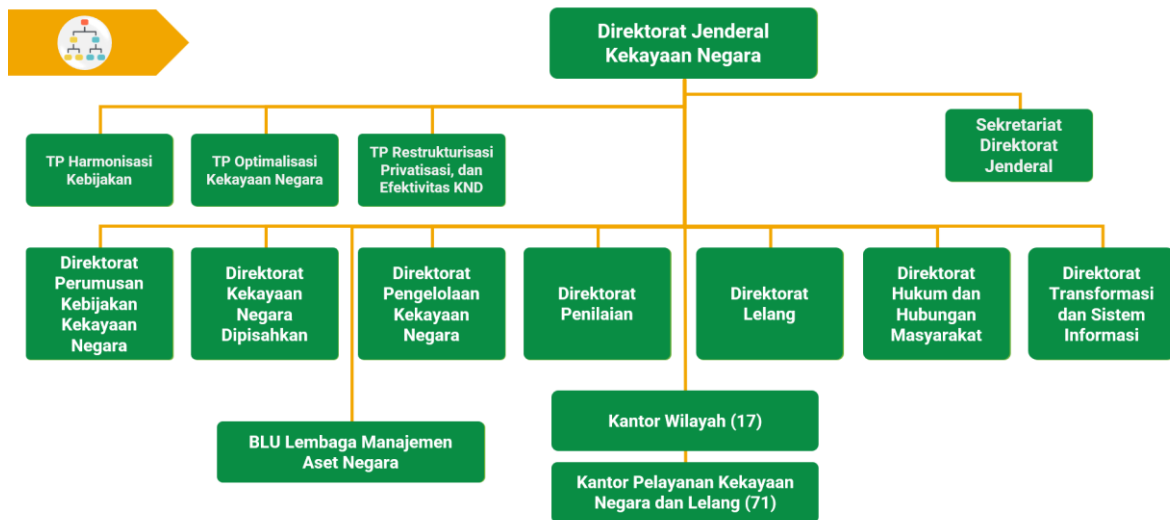 Direktorat Jenderal
Kekayaan Negara
TP Harmonisasi
Kebijakan
TP Optimalisasi
Kekayaan Negara
TP Restrukturisasi
Privatisasi, dan
Efektivitas KND
Sekretariat
Direktorat
Jenderal
Direktorat
Perumusan
Kebijakan
Kekayaan
Negara
Direktorat
Kekayaan
Negara
Dipisahkan
Direktorat
Pengelolaan
Kekayaan
Negara
Direktorat
Penilaian
Direktorat
Lelang
Direktorat
Hukum dan
Hubungan
Masyarakat
Direktorat
Transformasi
dan Sistem
Informasi
BLU Lembaga Manajemen
Aset Negara
Kantor Wilayah (17)
Kantor Pelayanan Kekayaan
Negara dan Lelang (71)